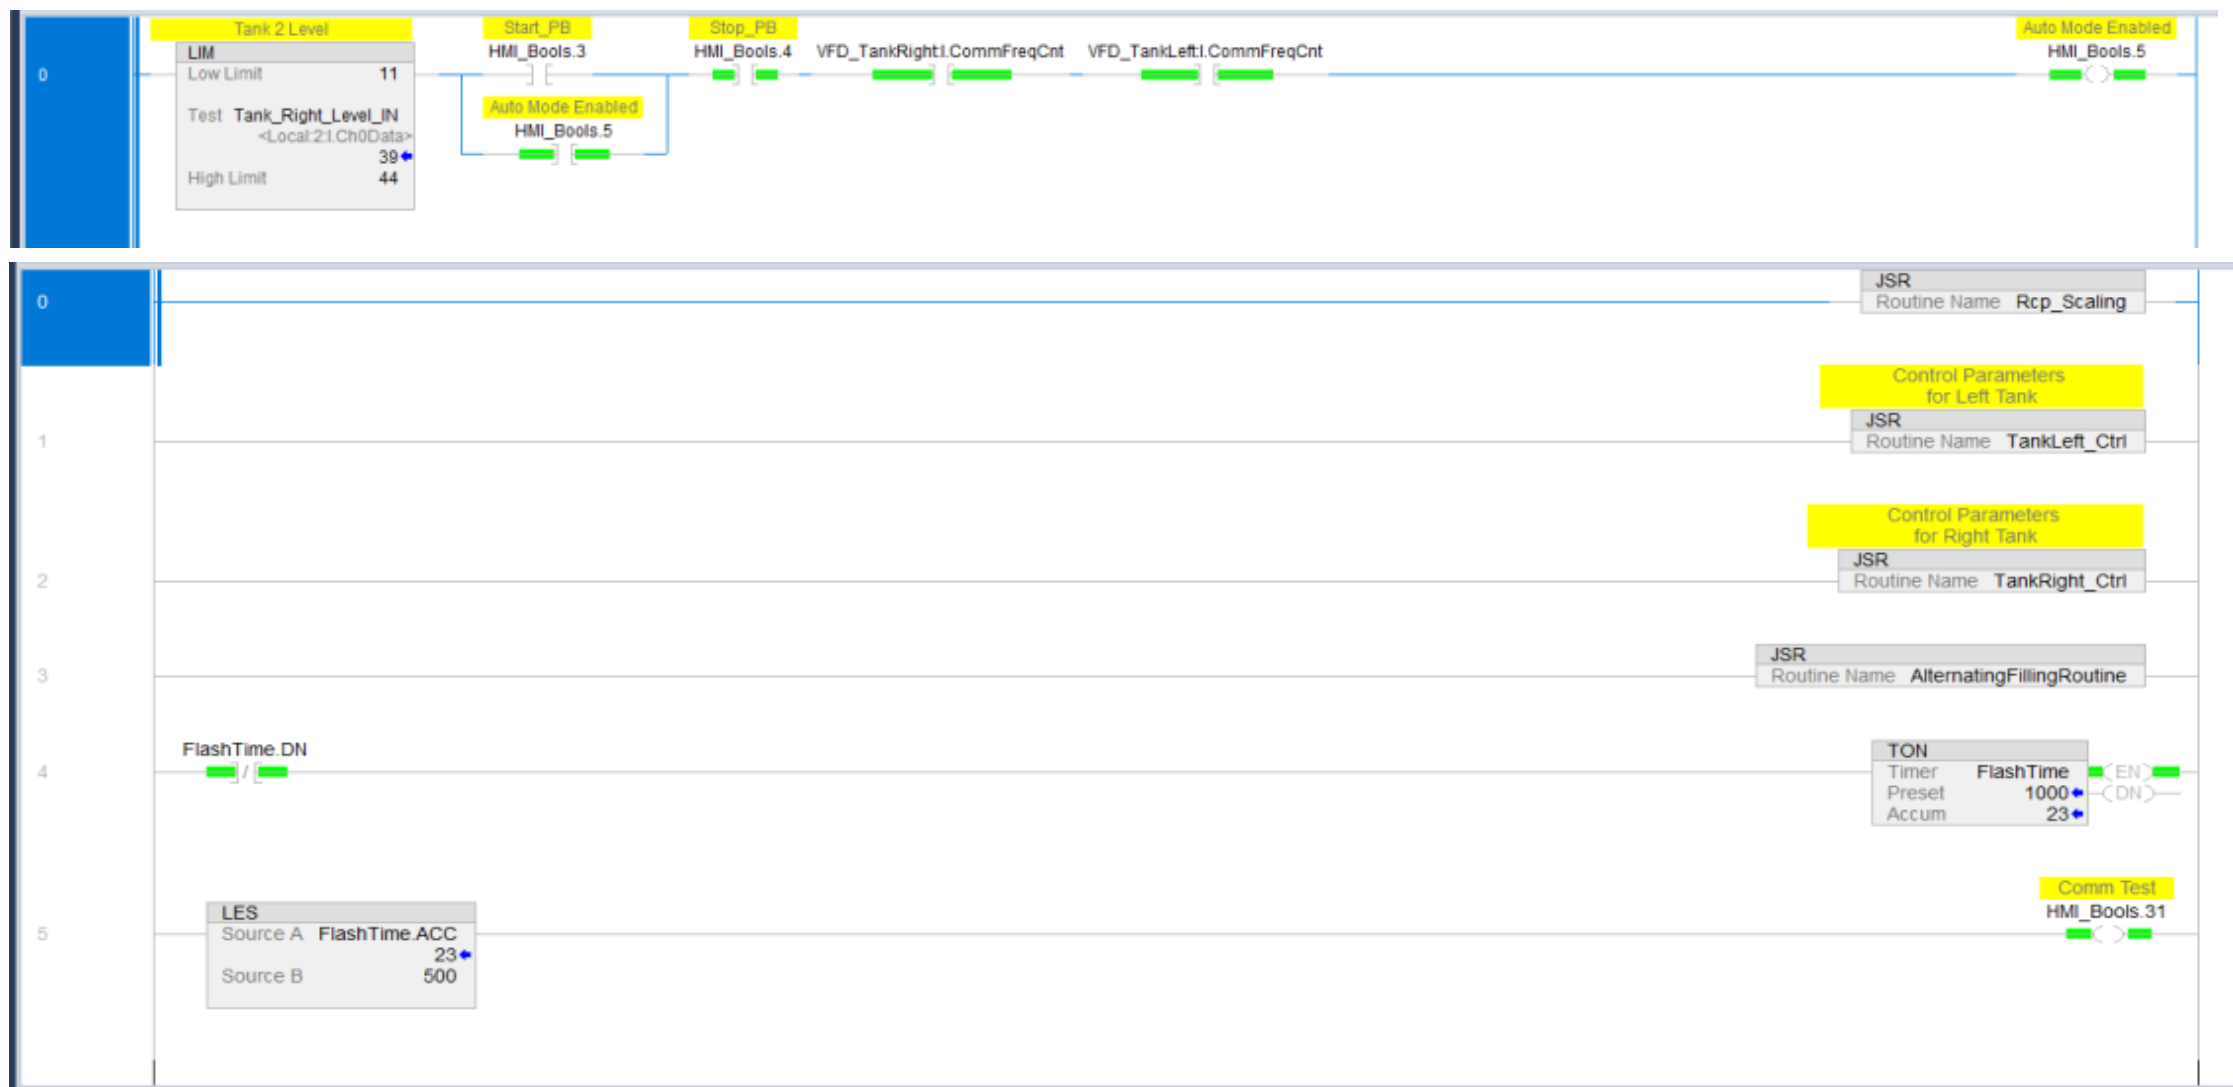 Tank 2 Level
LIM
Low Limit 11
Test Tank_Right_Level_IN
<Local:2:I.Ch0Data>
39
High Limit 44
Start_PB
HMI_Bools.3
Auto Mode Enabled
HMI_Bools.5
Stop_PB
HMI_Bools.4
VFD_TankRight:I.CommFreqCnt
VFD_TankLeft:I.CommFreqCnt
Auto Mode Enabled
HMI_Bools.5
0
0
JSR
Routine Name Rcp_Scaling
Control Parameters
for Left Tank
1
JSR
Routine Name TankLeft_Ctrl
Control Parameters
for Right Tank
2
JSR
Routine Name TankRight_Ctrl
3
JSR
Routine Name AlternatingFillingRoutine
4
FlashTime.DN
/
TON
Timer FlashTime
Preset 1000
Accum 23
EN
DN
5
LES
Source A FlashTime.ACC
23
Source B 500
Comm Test
HMI_Bools.31